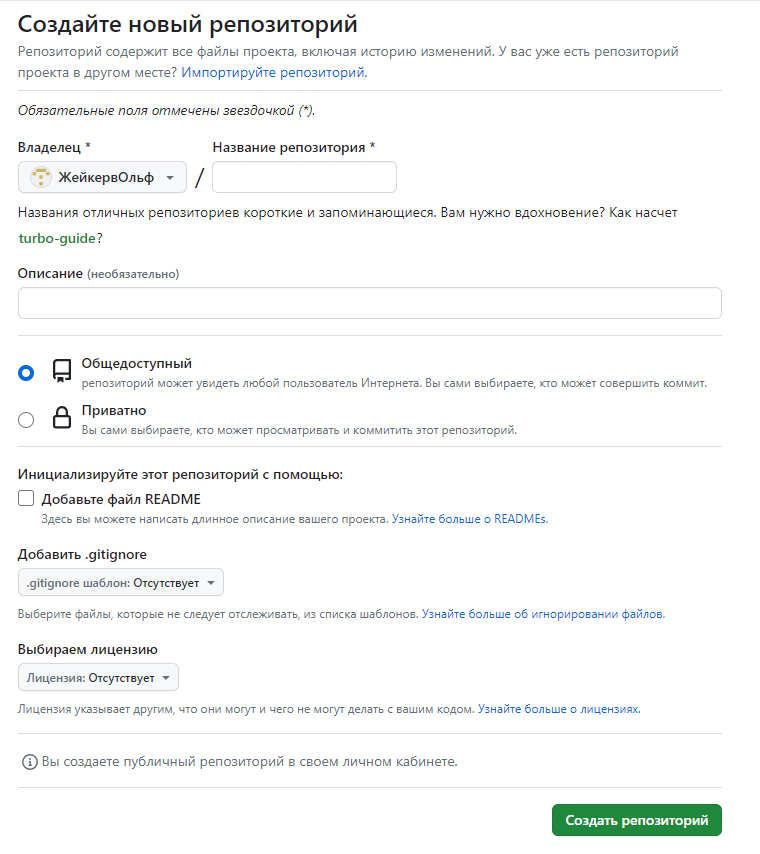 Создайте новый репозиторий
Репозиторий содержит все файлы проекта, включая историю изменений. У вас уже есть репозиторий
проекта в другом месте? Импортируйте репозиторий.
Обязательные поля отмечены звездочкой (*).
Владелец *
Название репозитория *
ЖейкервОльф
/
Названия отличных репозиториев короткие и запоминающиеся. Вам нужно вдохновение? Как насчет
turbo-guide?
Описание (необязательно)
Общедоступный
репозиторий может увидеть любой пользователь Интернета. Вы сами выбираете, кто может совершить коммит.
Приватно
Вы сами выбираете, кто может просматривать и коммитить этот репозиторий.
Инициализируйте этот репозиторий с помощью:
Добавьте файл README
Здесь вы можете написать длинное описание вашего проекта. Узнайте больше о READMEs.
Добавить .gitignore
.gitignore шаблон: Отсутствует
Выберите файлы, которые не следует отслеживать, из списка шаблонов. Узнайте больше об игнорировании файлов.
Выбираем лицензию
Лицензия: Отсутствует
Лицензия указывает другим, что они могут и чего не могут делать с вашим кодом. Узнайте больше о лицензиях.
Вы создаете публичный репозиторий в своем личном кабинете.
Создать репозиторий